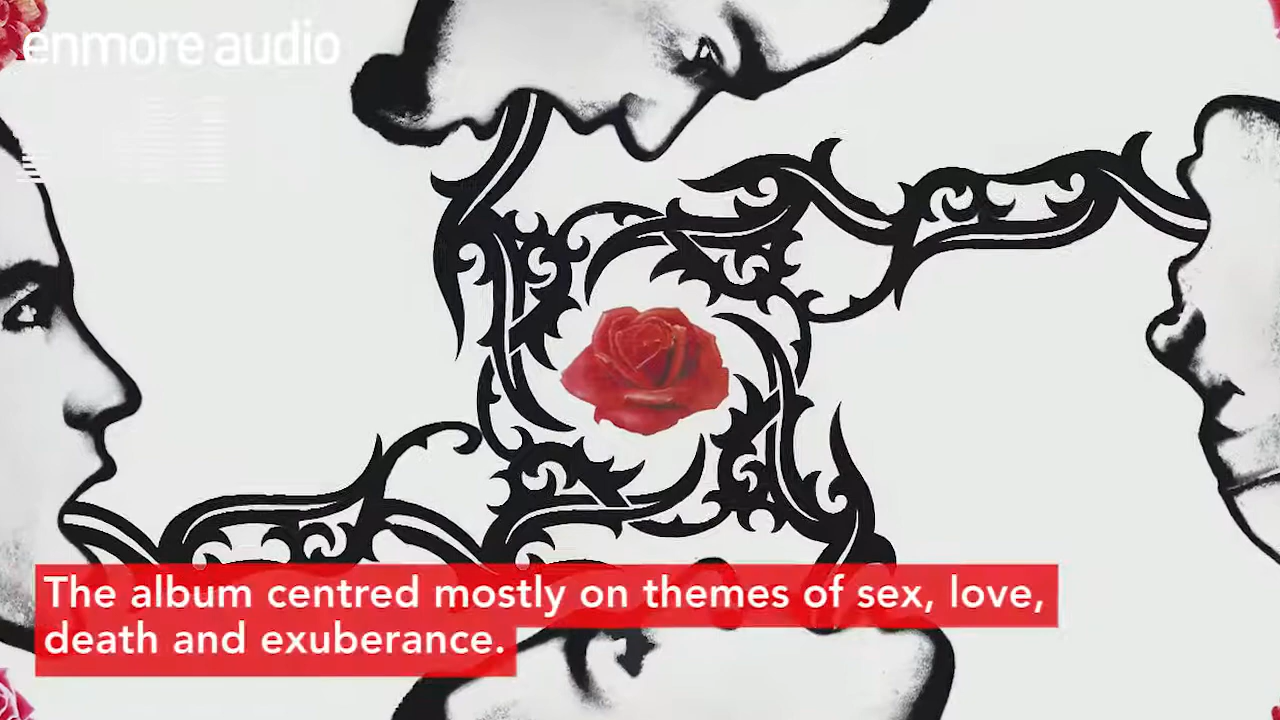 enmore audio
The album centred mostly on themes of sex, love,
death and exuberance.